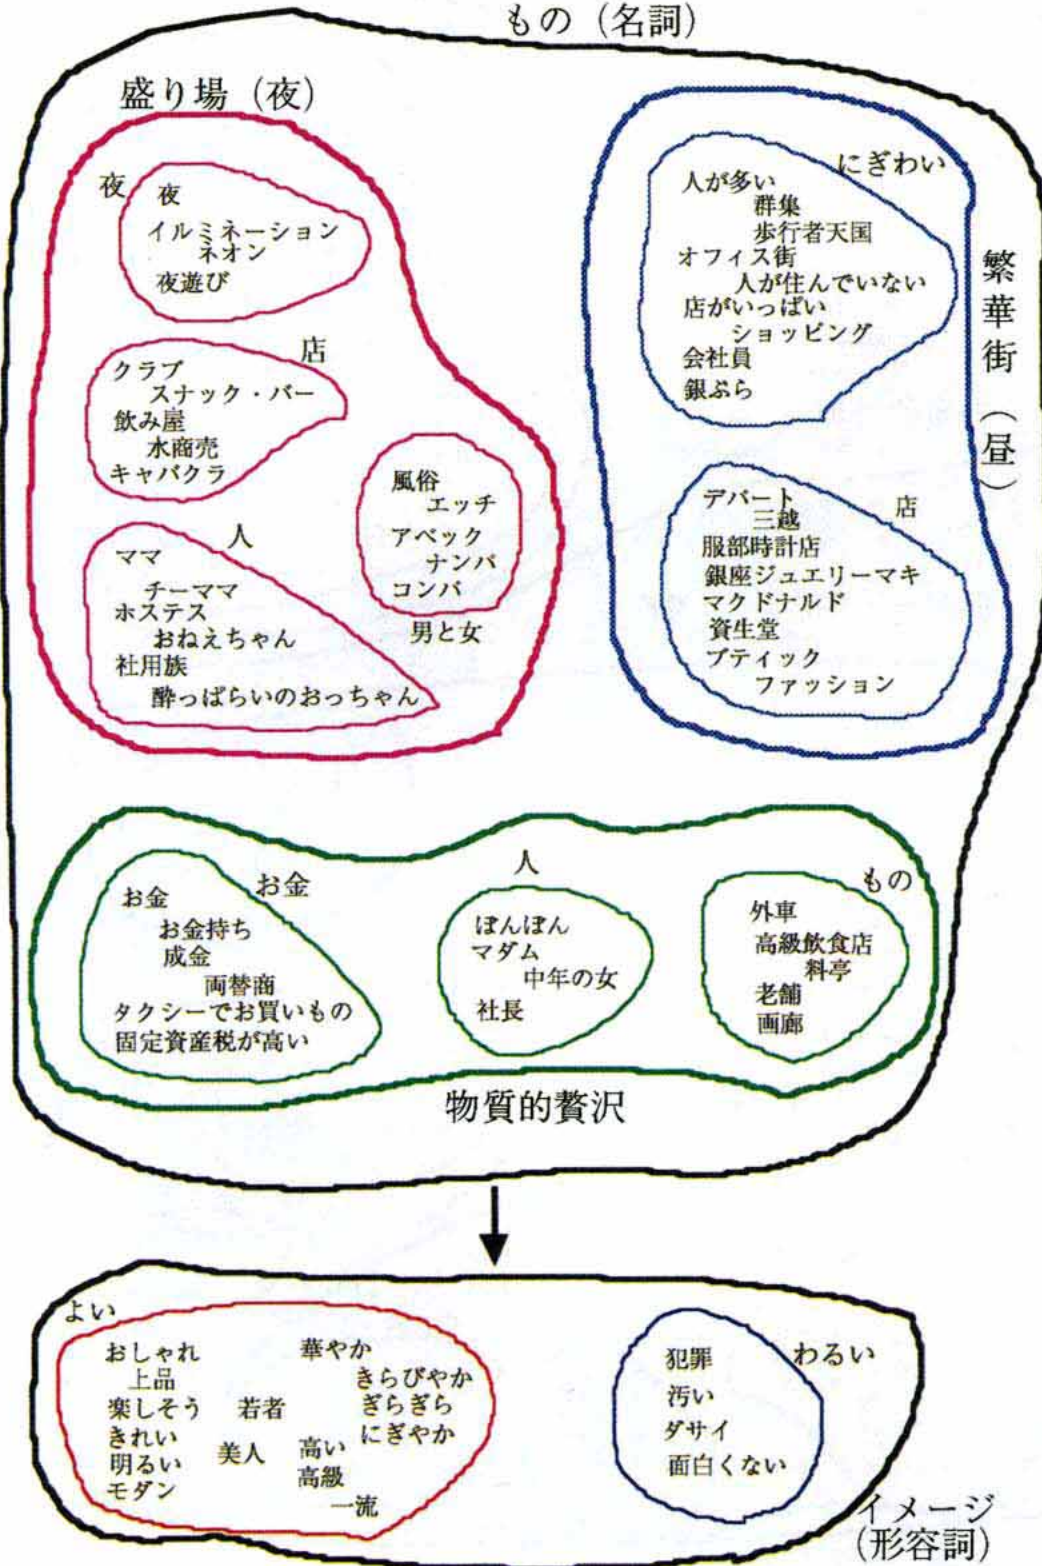 もの（名詞）
盛り場（夜）
夜
夜
イルミネーション
ネオン
夜遊び
店
クラブ
スナック・バー
飲み屋
水商売
キャバクラ
人
ママ
チーママ
ホステス
おねえちゃん
社用族
酔っぱらいのおっちゃん
風俗
エッチ
アベック
ナンパ
コンパ
男と女
繁華街（昼）
にぎわい
人が多い
群集
歩行者天国
オフィス街
人が住んでいない
店がいっぱい
ショッピング
会社員
銀ぶら
店
デパート
三越
服部時計店
銀座ジュエリーマキ
マクドナルド
資生堂
ブティック
ファッション
お金
お金
お金持ち
成金
両替商
タクシーでお買いもの
固定資産税が高い
人
ぼんぼん
マダム
中年の女
社長
もの
外車
高級飲食店
料亭
老舗
画廊
物質的贅沢
よい
おしゃれ
上品
楽しそう
きれい
明るい
モダン
若者
美人
華やか
きらびやか
ぎらぎら
にぎやか
高い
高級
一流
わるい
犯罪
汚い
ダサイ
面白くない
イメージ
（形容詞）